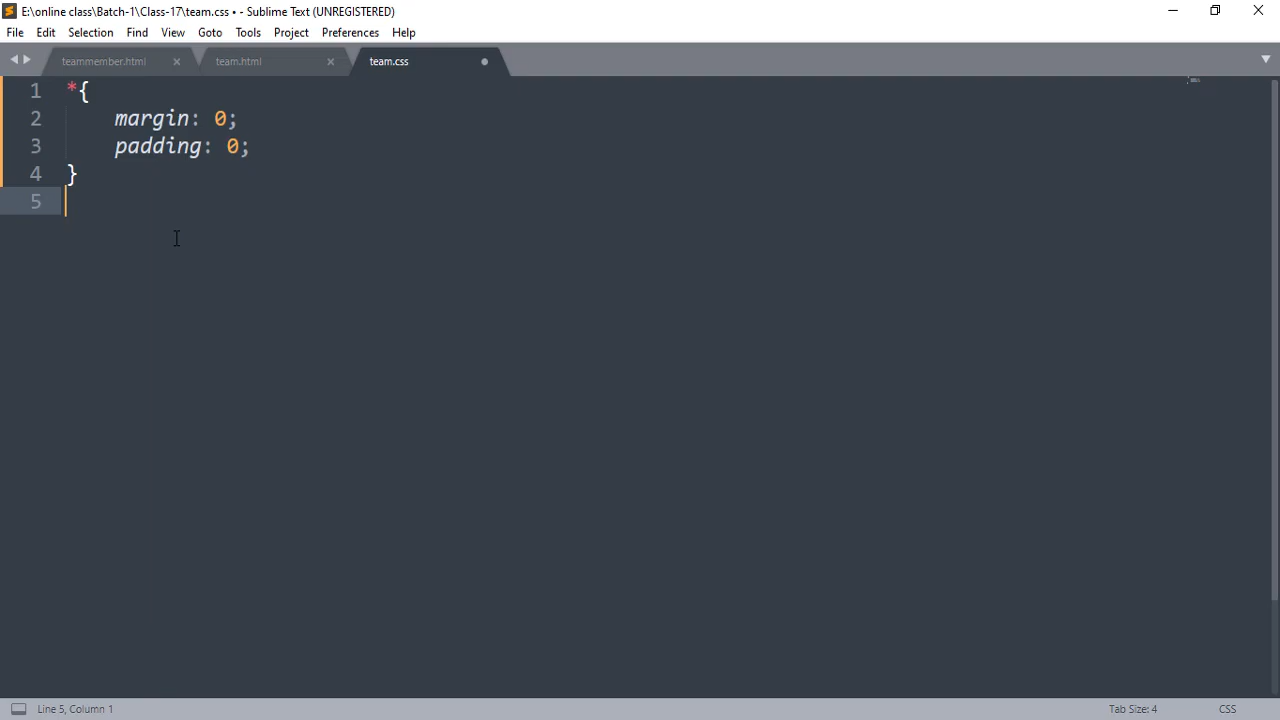 E:\online class\Batch-1\Class-17\team.css • - Sublime Text (UNREGISTERED)
File Edit Selection Find View Goto Tools Project Preferences Help
teammember.html team.html team.css
1 *{
2 margin: 0;
3 padding: 0;
4 }
5
Line 5, Column 1 Tab Size: 4 CSS